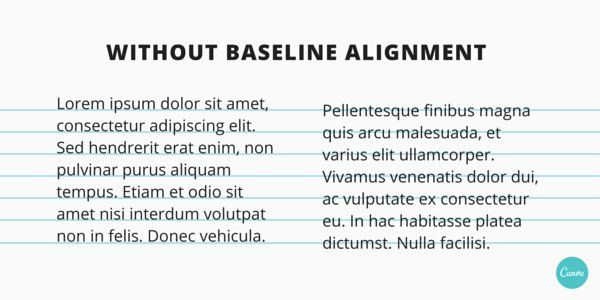 WITHOUT BASELINE ALIGNMENT
Lorem ipsum dolor sit amet,
consectetur adipiscing elit.
Sed hendrerit erat enim, non
pulvinar purus aliquam
tempus. Etiam et odio sit
amet nisi interdum volutpat
non in felis. Donec vehicula.
Pellentesque finibus magna
quis arcu malesuada, et
varius elit ullamcorper.
Vivamus venenatis dolor dui,
ac vulputate ex consectetur
eu. In hac habitasse platea
dictumst. Nulla facilisi.
Canva